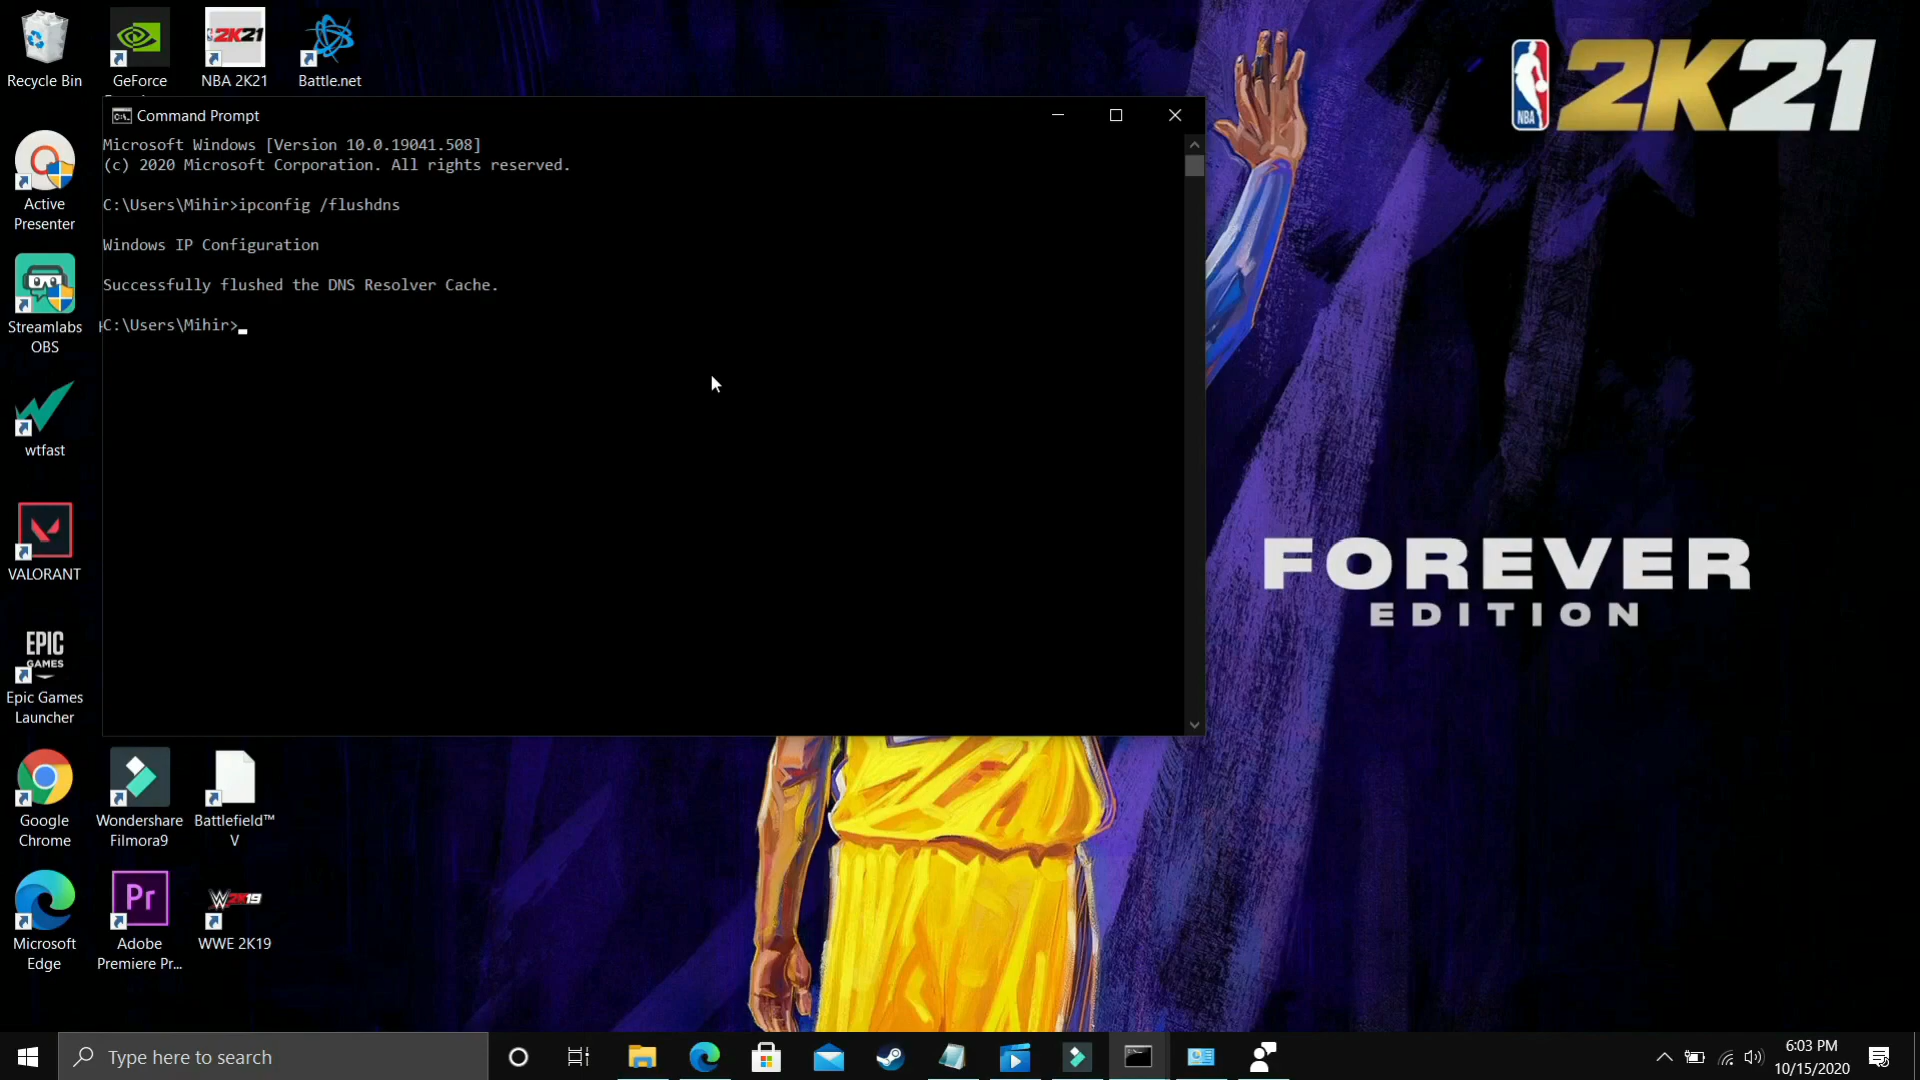 Recycle Bin
GeForce
NBA 2K21
Battle.net
2K21
NBA
2K21
Command Prompt
Microsoft Windows [Version 10.0.19041.508]
(c) 2020 Microsoft Corporation. All rights reserved.
C:\Users\Mihir>ipconfig /flushdns
Windows IP Configuration
Successfully flushed the DNS Resolver Cache.
C:\Users\Mihir>
Active
Presenter
Streamlabs
OBS
wtfast
VALORANT
EPIC
GAMES
Epic Games
Launcher
FOREVER
EDITION
Google
Chrome
Wondershare
Filmora9
Battlefield™
V
Pr
W 2K19
Microsoft
Edge
Adobe
Premiere Pr...
WWE 2K19
Type here to search
6:03 PM
10/15/2020